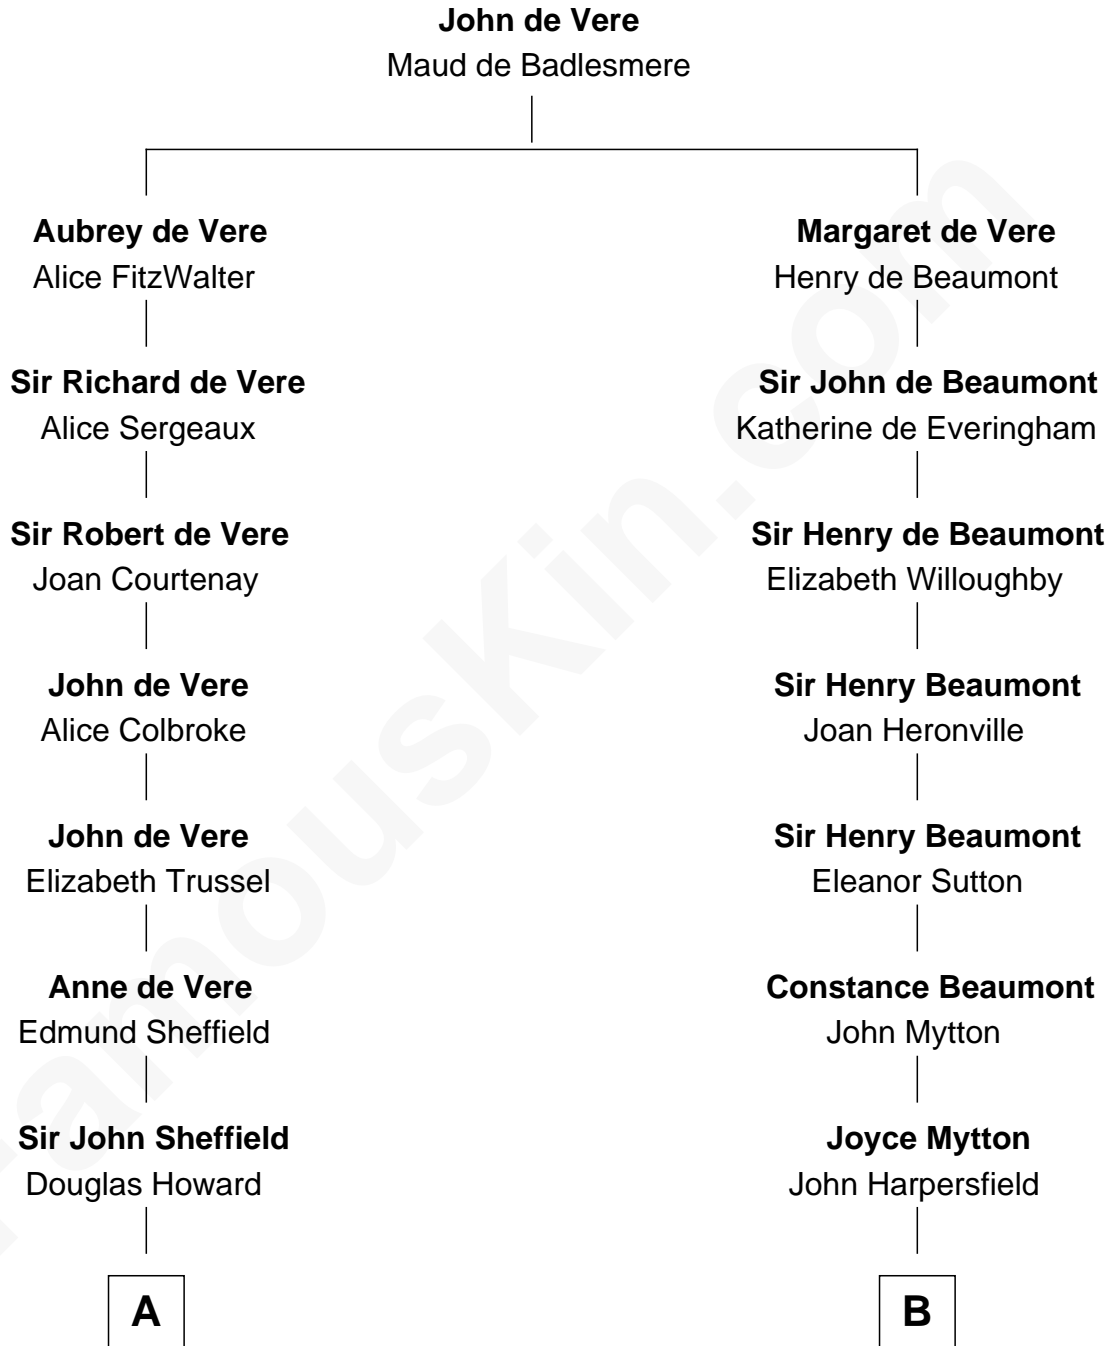 John de Vere
Maud de Badlesmere
Aubrey de Vere
Alice FitzWalter
Sir Richard de Vere
Alice Sergeaux
Sir Robert de Vere
Joan Courtenay
John de Vere
Alice Colbroke
John de Vere
Elizabeth Trussel
Anne de Vere
Edmund Sheffield
Sir John Sheffield
Douglas Howard
A
Margaret de Vere
Henry de Beaumont
Sir John de Beaumont
Katherine de Everingham
Sir Henry de Beaumont
Elizabeth Willoughby
Sir Henry Beaumont
Joan Heronville
Sir Henry Beaumont
Eleanor Sutton
Constance Beaumont
John Mytton
Joyce Mytton
John Harpersfield
B
FamousKin.com